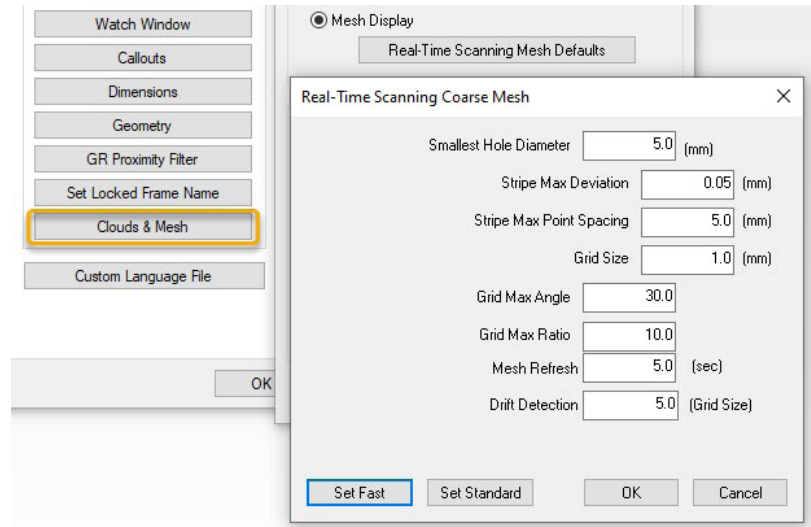 Watch Window
Callouts
Dimensions
Geometry
GR Proximity Filter
Set Locked Frame Name
Clouds & Mesh
Custom Language File
OK
Mesh Display
Real-Time Scanning Mesh Defaults
Real-Time Scanning Coarse Mesh
Smallest Hole Diameter 5.0 (mm)
Stripe Max Deviation 0.05 (mm)
Stripe Max Point Spacing 5.0 (mm)
Grid Size 1.0 (mm)
Grid Max Angle 30.0
Grid Max Ratio 10.0
Mesh Refresh 5.0 (sec)
Drift Detection 5.0 (Grid Size)
Set Fast Set Standard OK Cancel